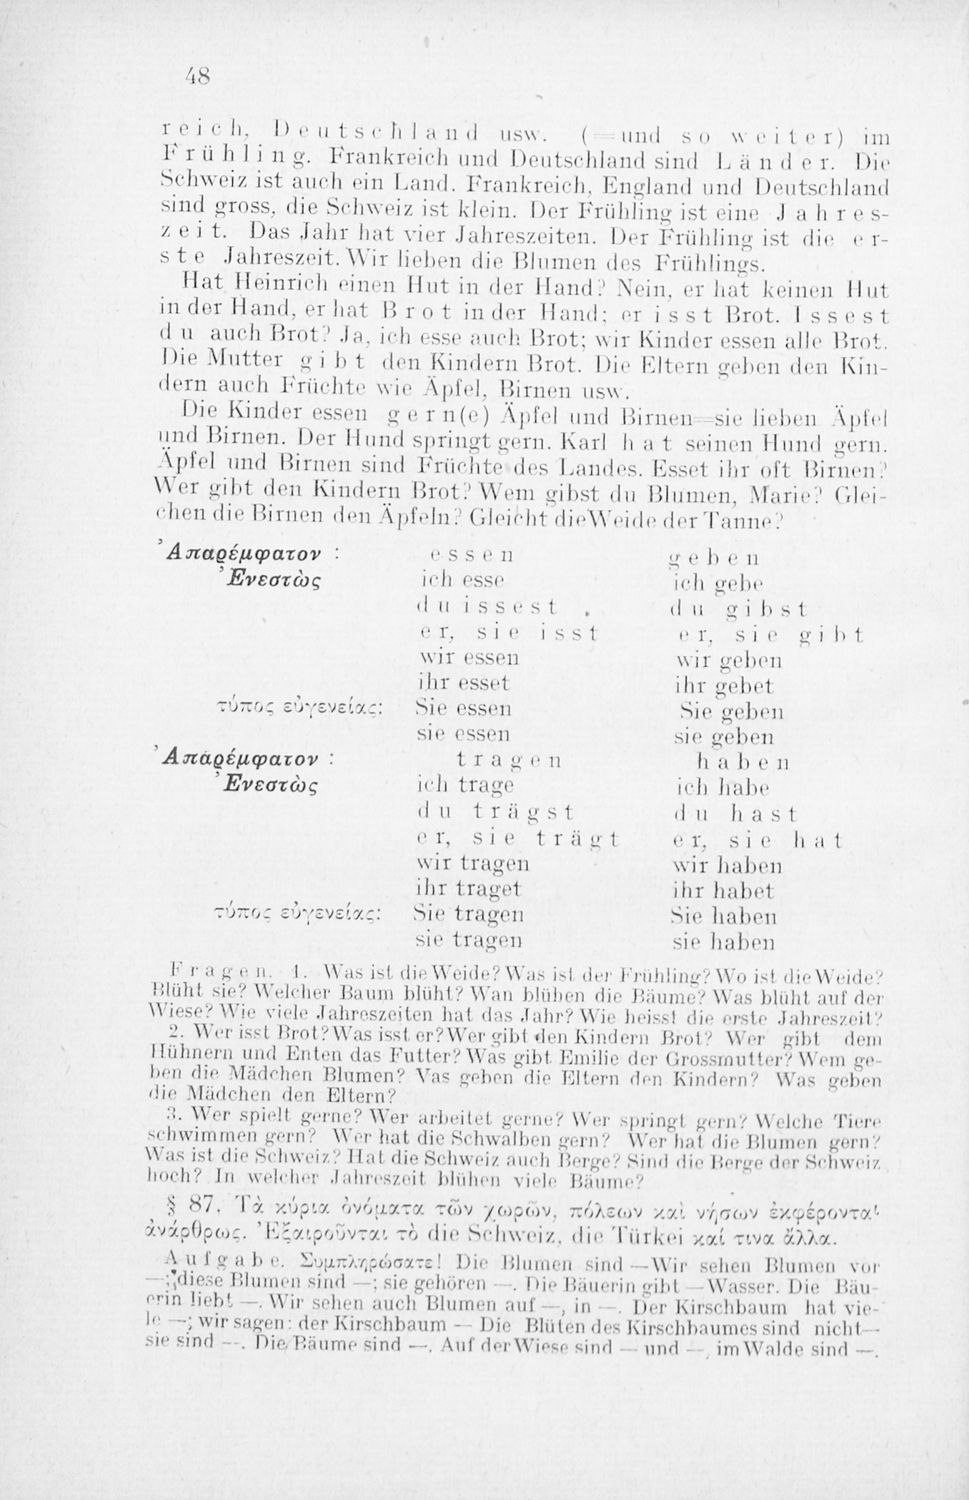 48
reich, Deutschland usw. (= und so weiter) im
Frühling. Frankreich und Deutschland sind Länder. Die
Schweiz ist auch ein Land. Frankreich, England und Deutschland
sind gross, die Schweiz ist klein. Der Frühling ist eine Jahres-
zeit. Das Jahr hat vier Jahreszeiten. Der Frühling ist die er-
ste Jahreszeit. Wir lieben die Blumen des Frühlings.
Hat Heinrich einen Hut in der Hand? Nein, er hat keinen Hut
in der Hand, er hat Brot in der Hand; er isst Brot. Issest
du auch Brot? Ja, ich esse auch Brot; wir Kinder essen alle Brot.
Die Mutter gibt den Kindern Brot. Die Eltern geben den Kin-
dern auch Früchte wie Äpfel, Birnen usw.
Die Kinder essen gern(e) Äpfel und Birnen=sie lieben Äpfel
und Birnen. Der Hund springt gern. Karl hat seinen Hund gern.
Äpfel und Birnen sind Früchte des Landes. Esset ihr oft Birnen?
Wer gibt den Kindern Brot? Wem gibst du Blumen, Marie? Glei-
chen die Birnen den Äpfeln? Gleicht die Weide der Tanne?
Ἀπαρέμφατον : essen geben
Ἐνεστὼς ich esse ich gebe
du issest du gibst
er, sie isst er, sie gibt
wir essen wir geben
ihr esset ihr gebet
τύπος εὐγενείας: Sie essen Sie geben
sie essen sie geben
Ἀπαρέμφατον : tragen haben
Ἐνεστὼς ich trage ich habe
du trägst du hast
er, sie trägt er, sie hat
wir tragen wir haben
ihr traget ihr habet
τύπος εὐγενείας: Sie tragen Sie haben
sie tragen sie haben
Fragen. 1. Was ist die Weide? Was ist der Frühling? Wo ist die Weide?
Blüht sie? Welcher Baum blüht? Wan blühen die Bäume? Was blüht auf der
Wiese? Wie viele Jahreszeiten hat das Jahr? Wie heisst die erste Jahreszeit?
2. Wer isst Brot? Was isst er? Wer gibt den Kindern Brot? Wer gibt dem
Hühnern und Enten das Futter? Was gibt Emilie der Grossmutter? Wem ge-
ben die Mädchen Blumen? Vas geben die Eltern den Kindern? Was geben
die Mädchen den Eltern?
3. Wer spielt gerne? Wer arbeitet gerne? Wer springt gern? Welche Tiere
schwimmen gern? Wer hat die Schwalben gern? Wer hat die Blumen gern?
Was ist die Schweiz? Hat die Schweiz auch Berge? Sind die Berge der Schweiz
hoch? In welcher Jahreszeit blühen viele Bäume?
§ 87. Τὰ κύρια ὀνόματα τῶν χωρῶν, πόλεων καὶ νήσων ἐκφέρονται
ἀνάρθρως. Ἐξαιροῦνται τὸ die Schweiz, die Türkei καί τινα ἄλλα.
Aufgabe. Συμπληρώσατε! Die Blumen sind — Wir sehen Blumen vor
—; diese Blumen sind —; sie gehören —. Die Bäuerin gibt — Wasser. Die Bäu-
erin liebt —. Wir sehen auch Blumen auf —, in —. Der Kirschbaum hat vie-
le —; wir sagen: der Kirschbaum — Die Blüten des Kirschbaumes sind nicht —
sie sind —. Die Bäume sind —. Auf der Wiese sind — und —, im Walde sind —.